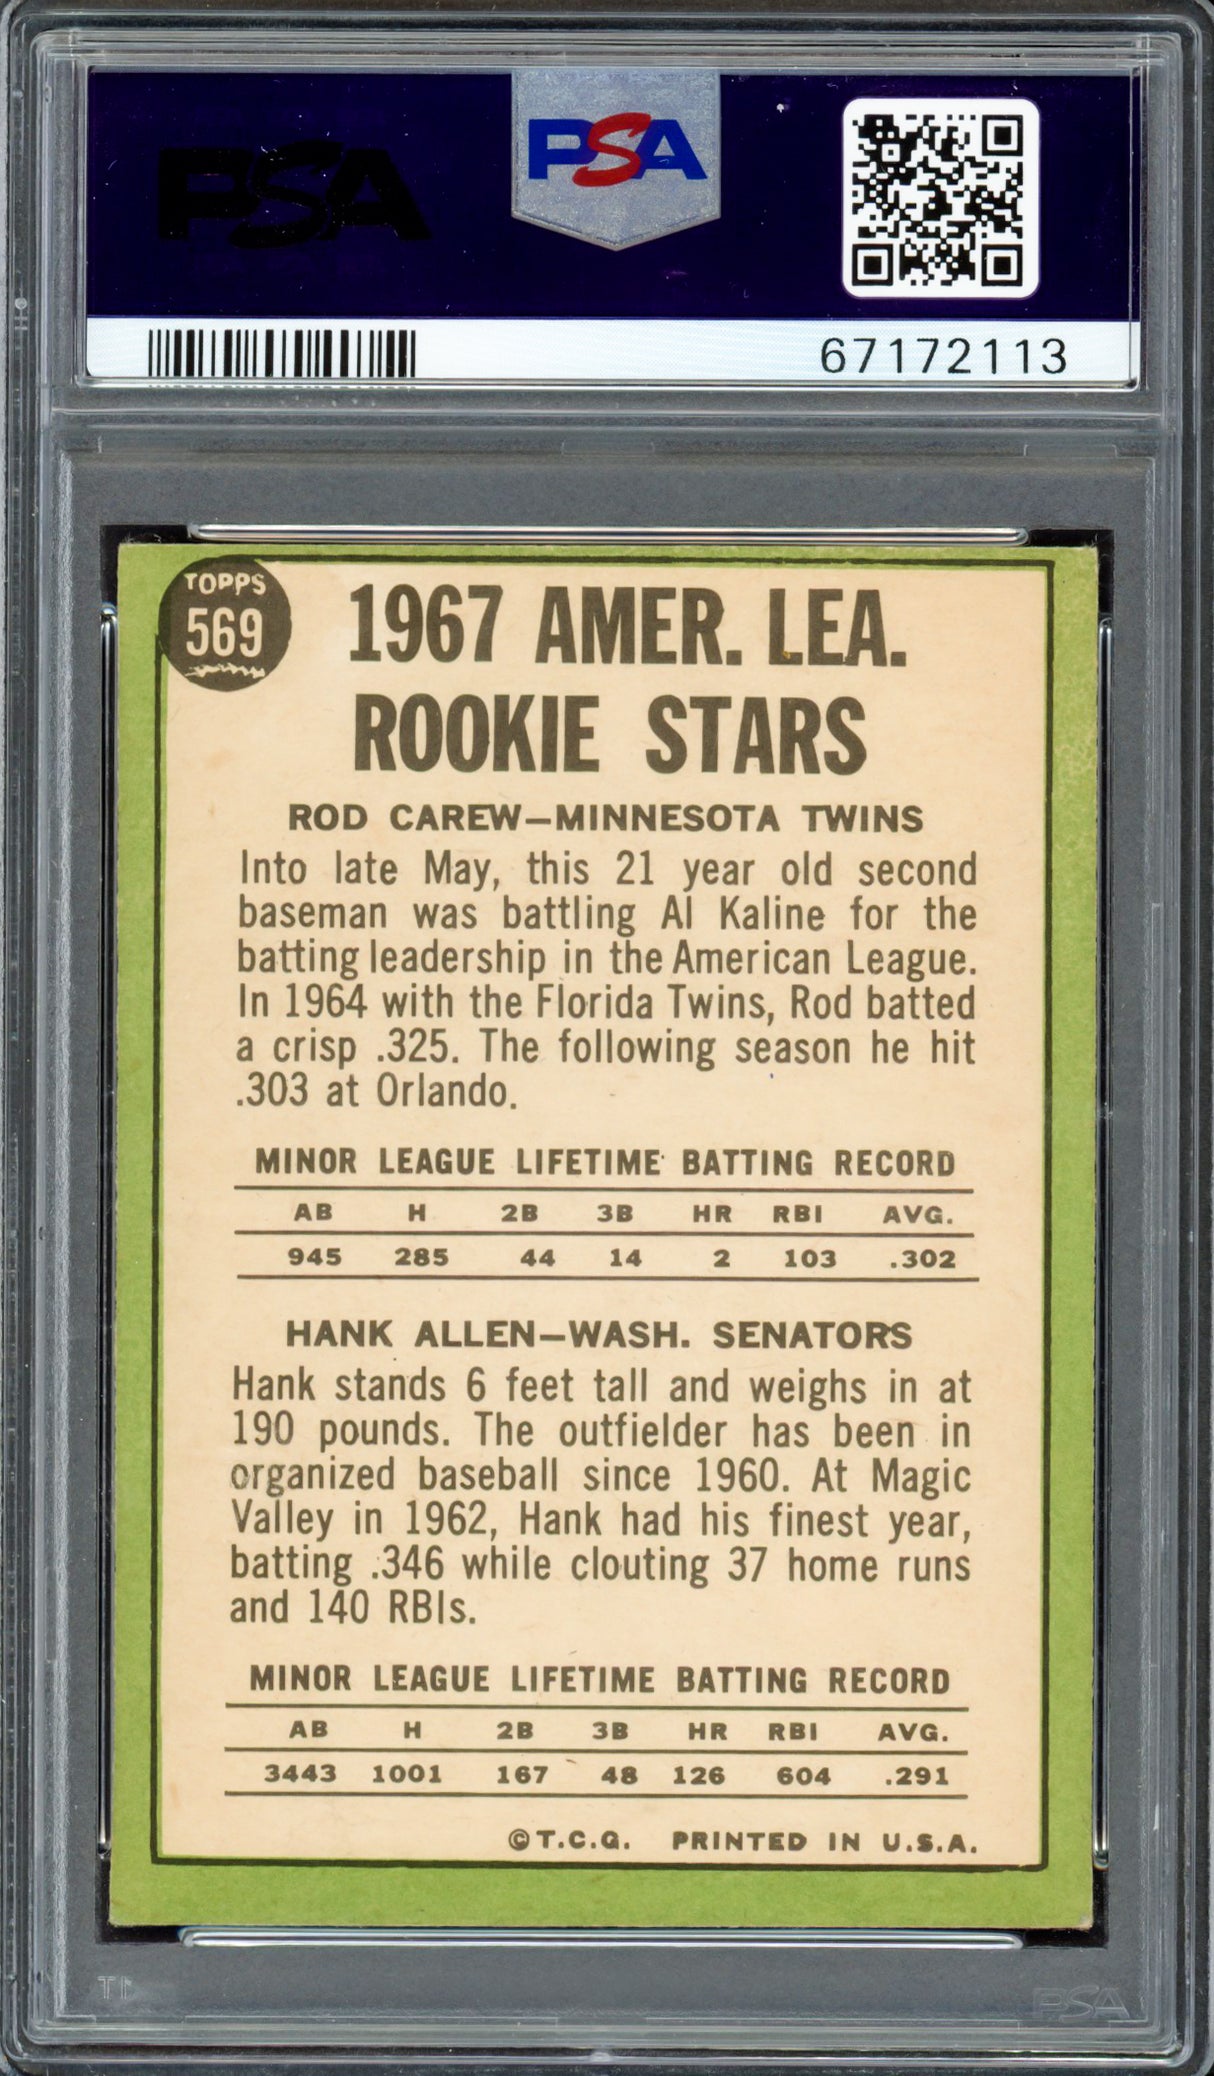 PSA
PSA
67172113
TOPPS
569
1967 AMER. LEA.
ROOKIE STARS
ROD CAREW—MINNESOTA TWINS
Into late May, this 21 year old second
baseman was battling Al Kaline for the
batting leadership in the American League.
In 1964 with the Florida Twins, Rod batted
a crisp .325. The following season he hit
.303 at Orlando.
MINOR LEAGUE LIFETIME BATTING RECORD
AB H 2B 3B HR RBI AVG.
945 285 44 14 2 103 .302
HANK ALLEN—WASH. SENATORS
Hank stands 6 feet tall and weighs in at
190 pounds. The outfielder has been in
organized baseball since 1960. At Magic
Valley in 1962, Hank had his finest year,
batting .346 while clouting 37 home runs
and 140 RBIs.
MINOR LEAGUE LIFETIME BATTING RECORD
AB H 2B 3B HR RBI AVG.
3443 1001 167 48 126 604 .291
©T.C.G. PRINTED IN U.S.A.
PSA